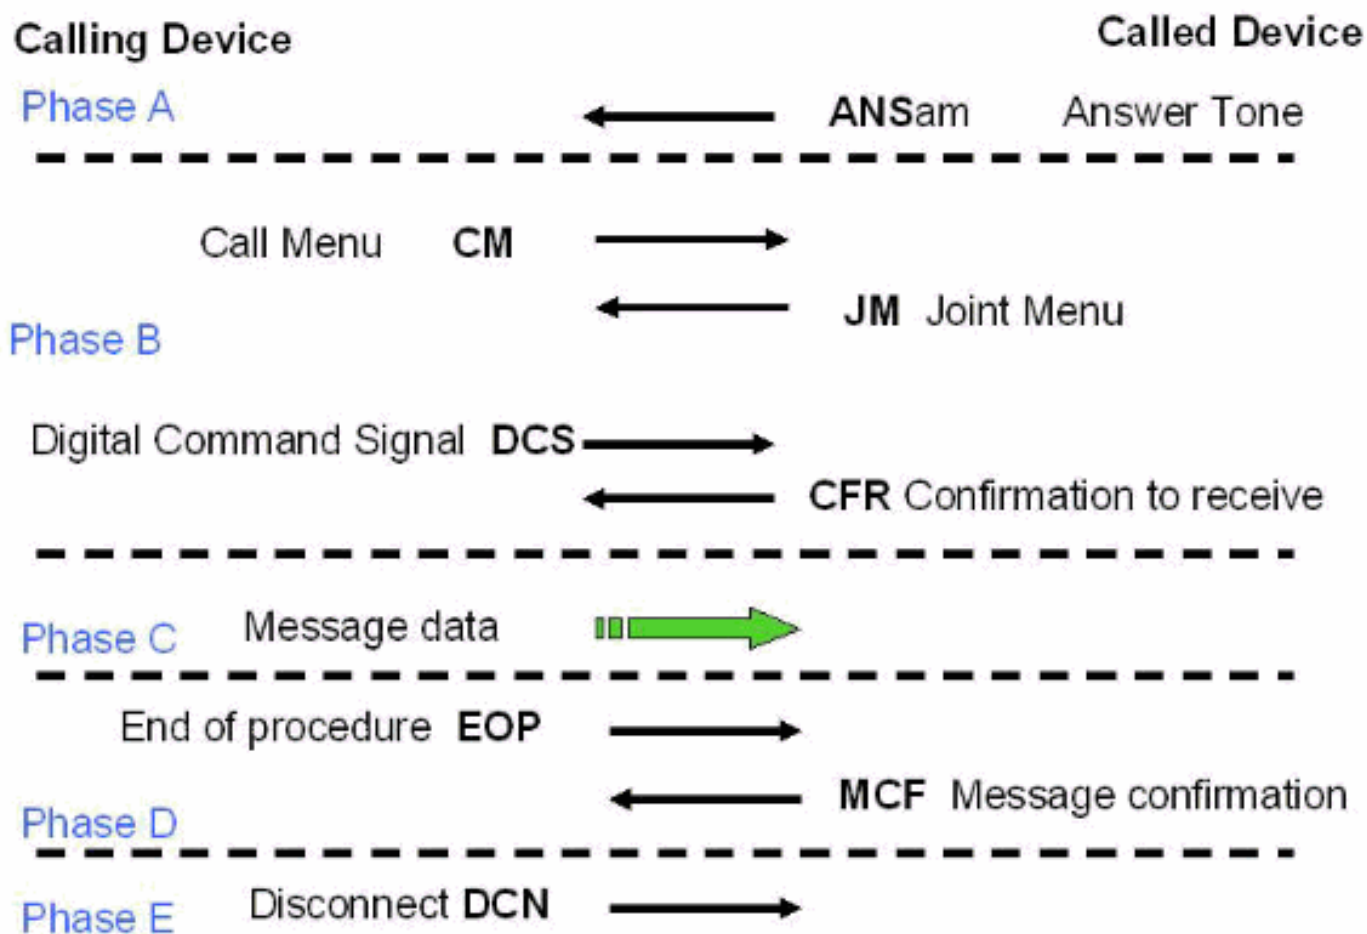 Calling Device Called Device
Phase A ANSam Answer Tone
Call Menu CM
JM Joint Menu
Phase B
Digital Command Signal DCS
CFR Confirmation to receive
Phase C Message data
End of procedure EOP
MCF Message confirmation
Phase D
Phase E Disconnect DCN